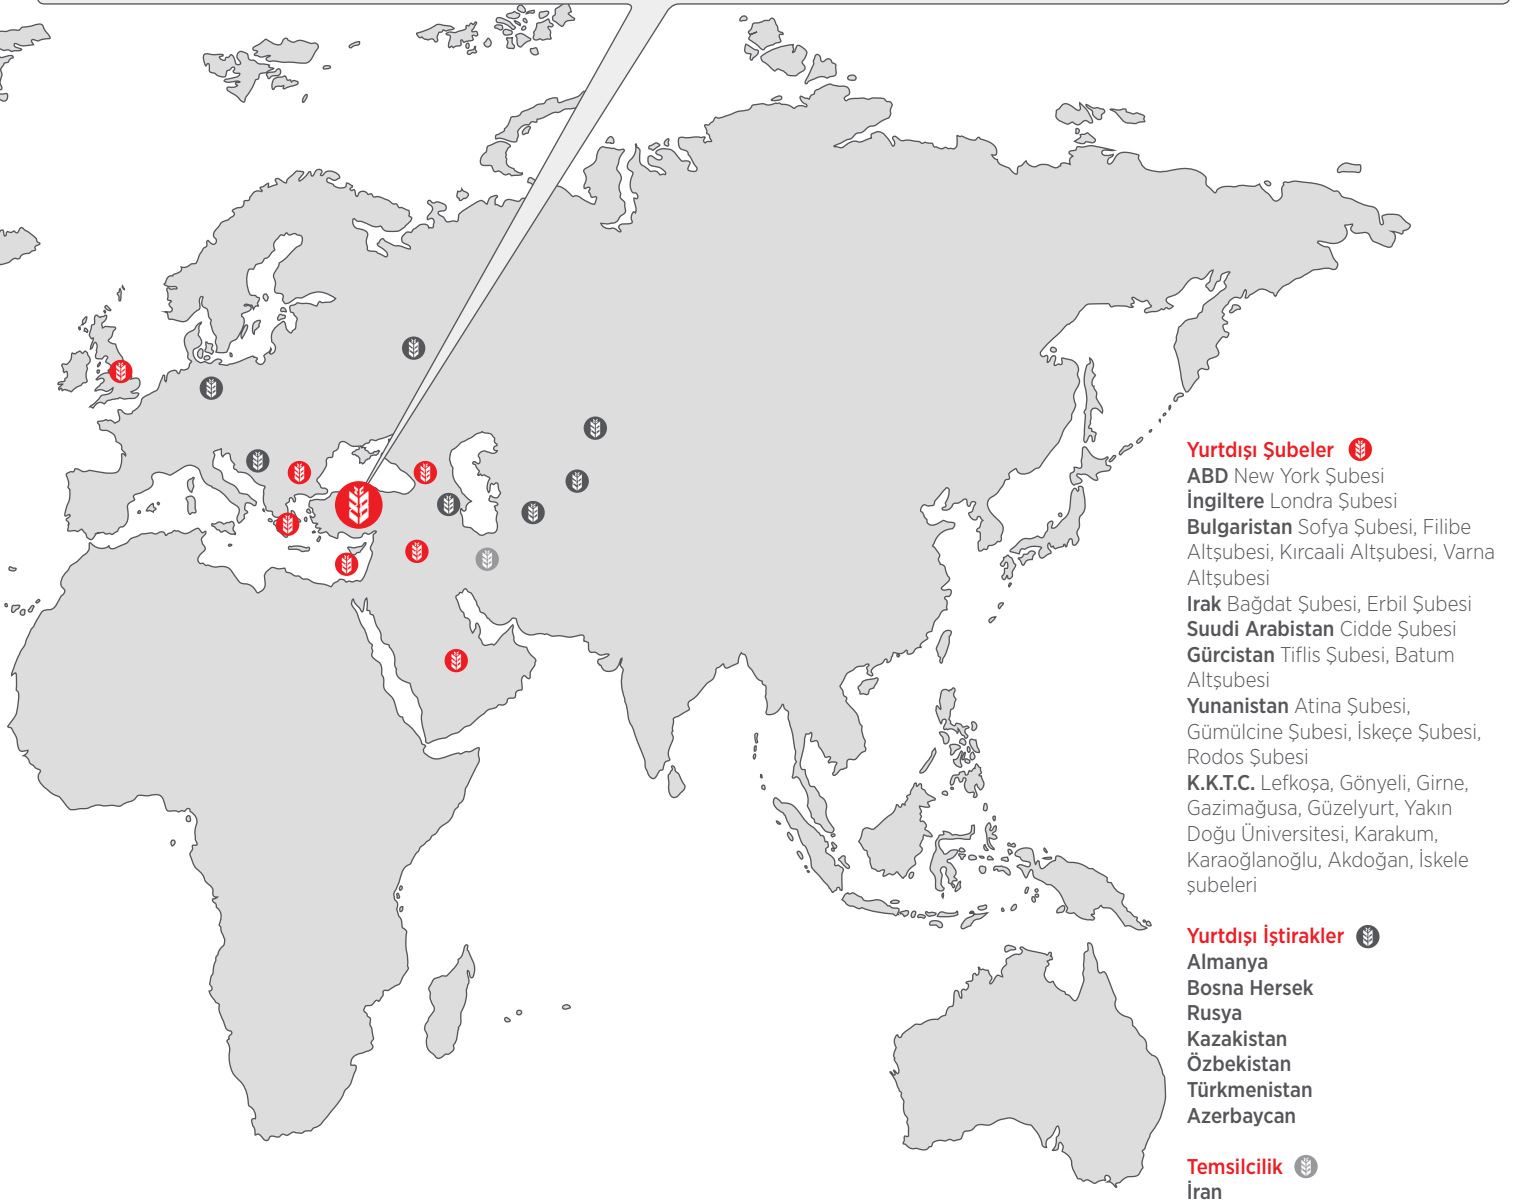 Yurtdışı Şubeler
ABD New York Şubesi
İngiltere Londra Şubesi
Bulgaristan Sofya Şubesi, Filibe
Altşubesi, Kırcaali Altşubesi, Varna
Altşubesi
Irak Bağdat Şubesi, Erbil Şubesi
Suudi Arabistan Cidde Şubesi
Gürcistan Tiflis Şubesi, Batum
Altşubesi
Yunanistan Atina Şubesi,
Gümülcine Şubesi, İskeçe Şubesi,
Rodos Şubesi
K.K.T.C. Lefkoşa, Gönyeli, Girne,
Gazimağusa, Güzelyurt, Yakın
Doğu Üniversitesi, Karakum,
Karaoğlanoğlu, Akdoğan, İskele
şubeleri
Yurtdışı İştirakler
Almanya
Bosna Hersek
Rusya
Kazakistan
Özbekistan
Türkmenistan
Azerbaycan
Temsilcilik
İran